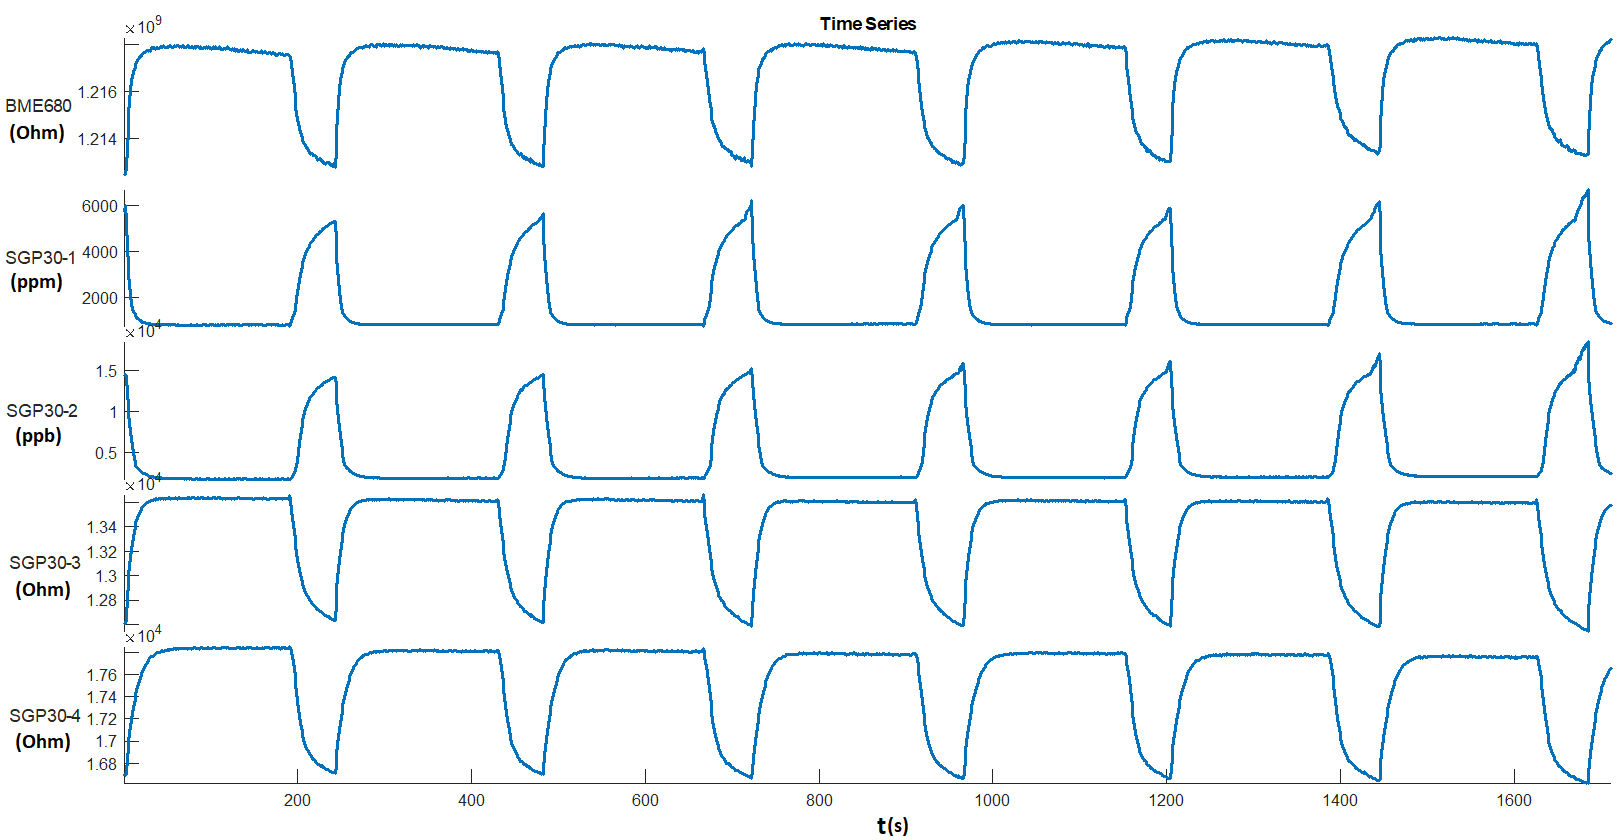 Time Series
×10^9
BME680
(Ohm)
1.216
1.214
SGP30-1
(ppm)
6000
4000
2000
×10^4
SGP30-2
(ppb)
1.5
1
0.5
×10^4
SGP30-3
(Ohm)
1.34
1.32
1.3
1.28
×10^4
SGP30-4
(Ohm)
1.76
1.74
1.72
1.7
1.68
200 400 600 800 1000 1200 1400 1600
t(s)